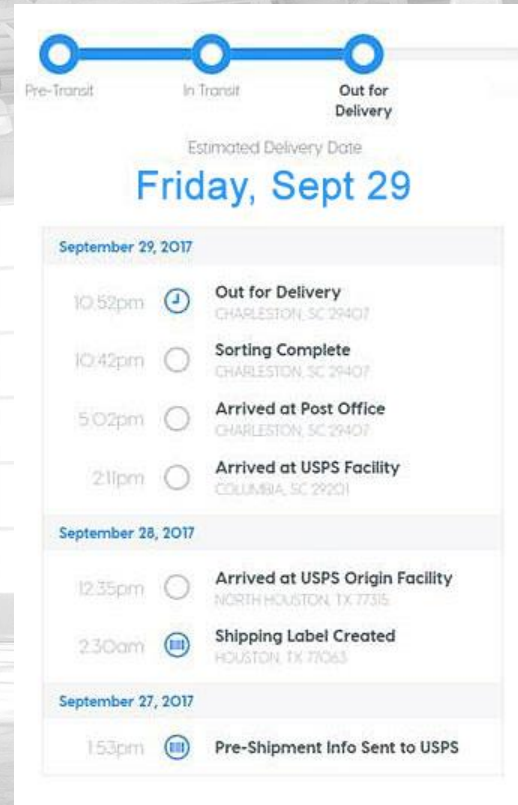 Pre-Transit
In Transit
Out for
Delivery
Estimated Delivery Date
Friday, Sept 29
September 29, 2017
10:52pm
Out for Delivery
CHARLESTON, SC 29407
10:42pm
Sorting Complete
CHARLESTON, SC 29407
5:02pm
Arrived at Post Office
CHARLESTON, SC 29407
2:11pm
Arrived at USPS Facility
COLUMBIA, SC 29201
September 28, 2017
12:35pm
Arrived at USPS Origin Facility
NORTH HOUSTON, TX 77315
2:30am
Shipping Label Created
HOUSTON, TX 77063
September 27, 2017
1:53pm
Pre-Shipment Info Sent to USPS